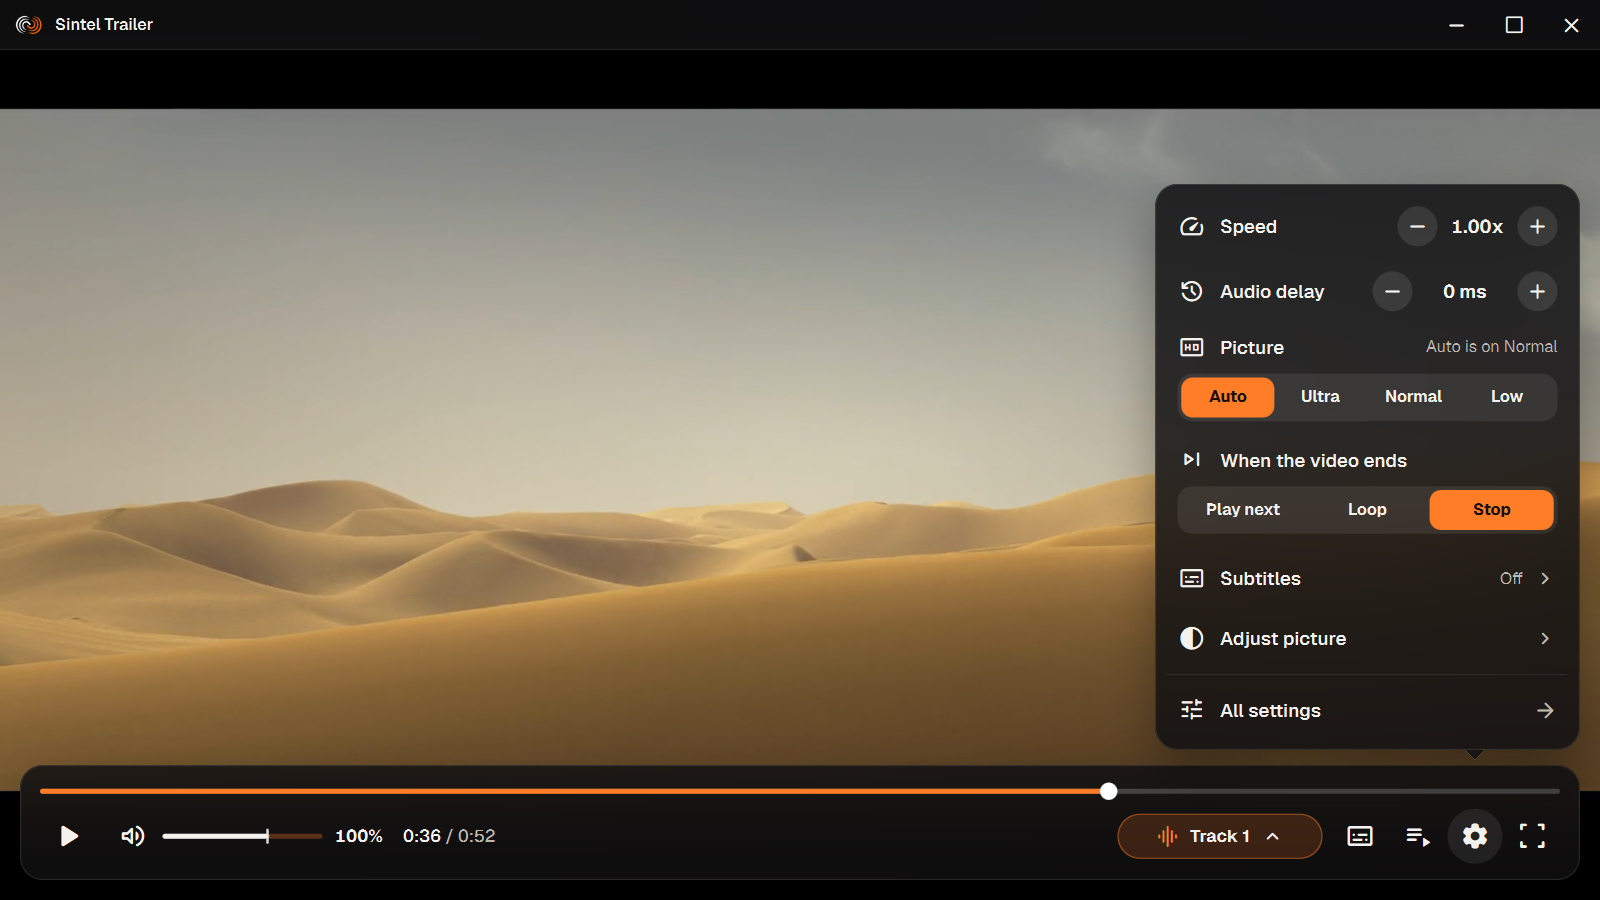 Sintel Trailer
Speed
1.00x
Audio delay
0 ms
Picture
Auto is on Normal
Auto
Ultra
Normal
Low
When the video ends
Play next
Loop
Stop
Subtitles
Off
Adjust picture
All settings
100%
0:36 / 0:52
Track 1